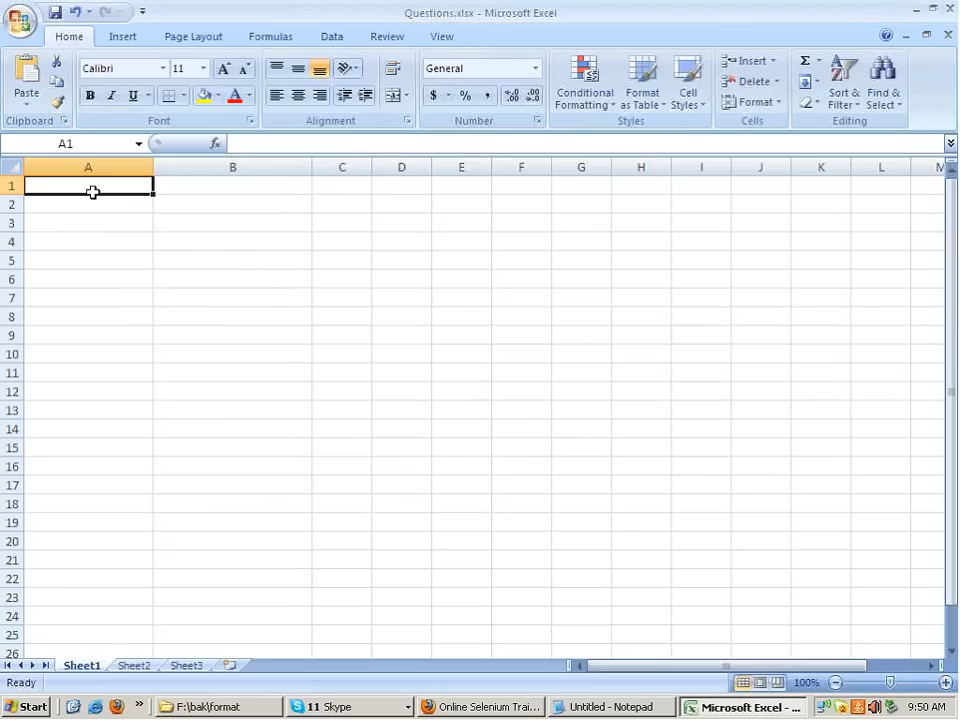 Questions.xlsx - Microsoft Excel
Home Insert Page Layout Formulas Data Review View
Calibri 11 A A General
Paste B I U A $ % , .0 .00 .00 .0
Conditional Formatting Format as Table Cell Styles
Insert
Delete
Format
Σ Sort & Filter Find & Select
Clipboard Font Alignment Number Styles Cells Editing
A1 fx
A B C D E F G H I J K L M
1
2
3
4
5
6
7
8
9
10
11
12
13
14
15
16
17
18
19
20
21
22
23
24
25
26
Sheet1 Sheet2 Sheet3
Ready 100%
Start » F:\bak\format 11 Skype Online Selenium Trai... Untitled - Notepad Microsoft Excel - ... 9:50 AM